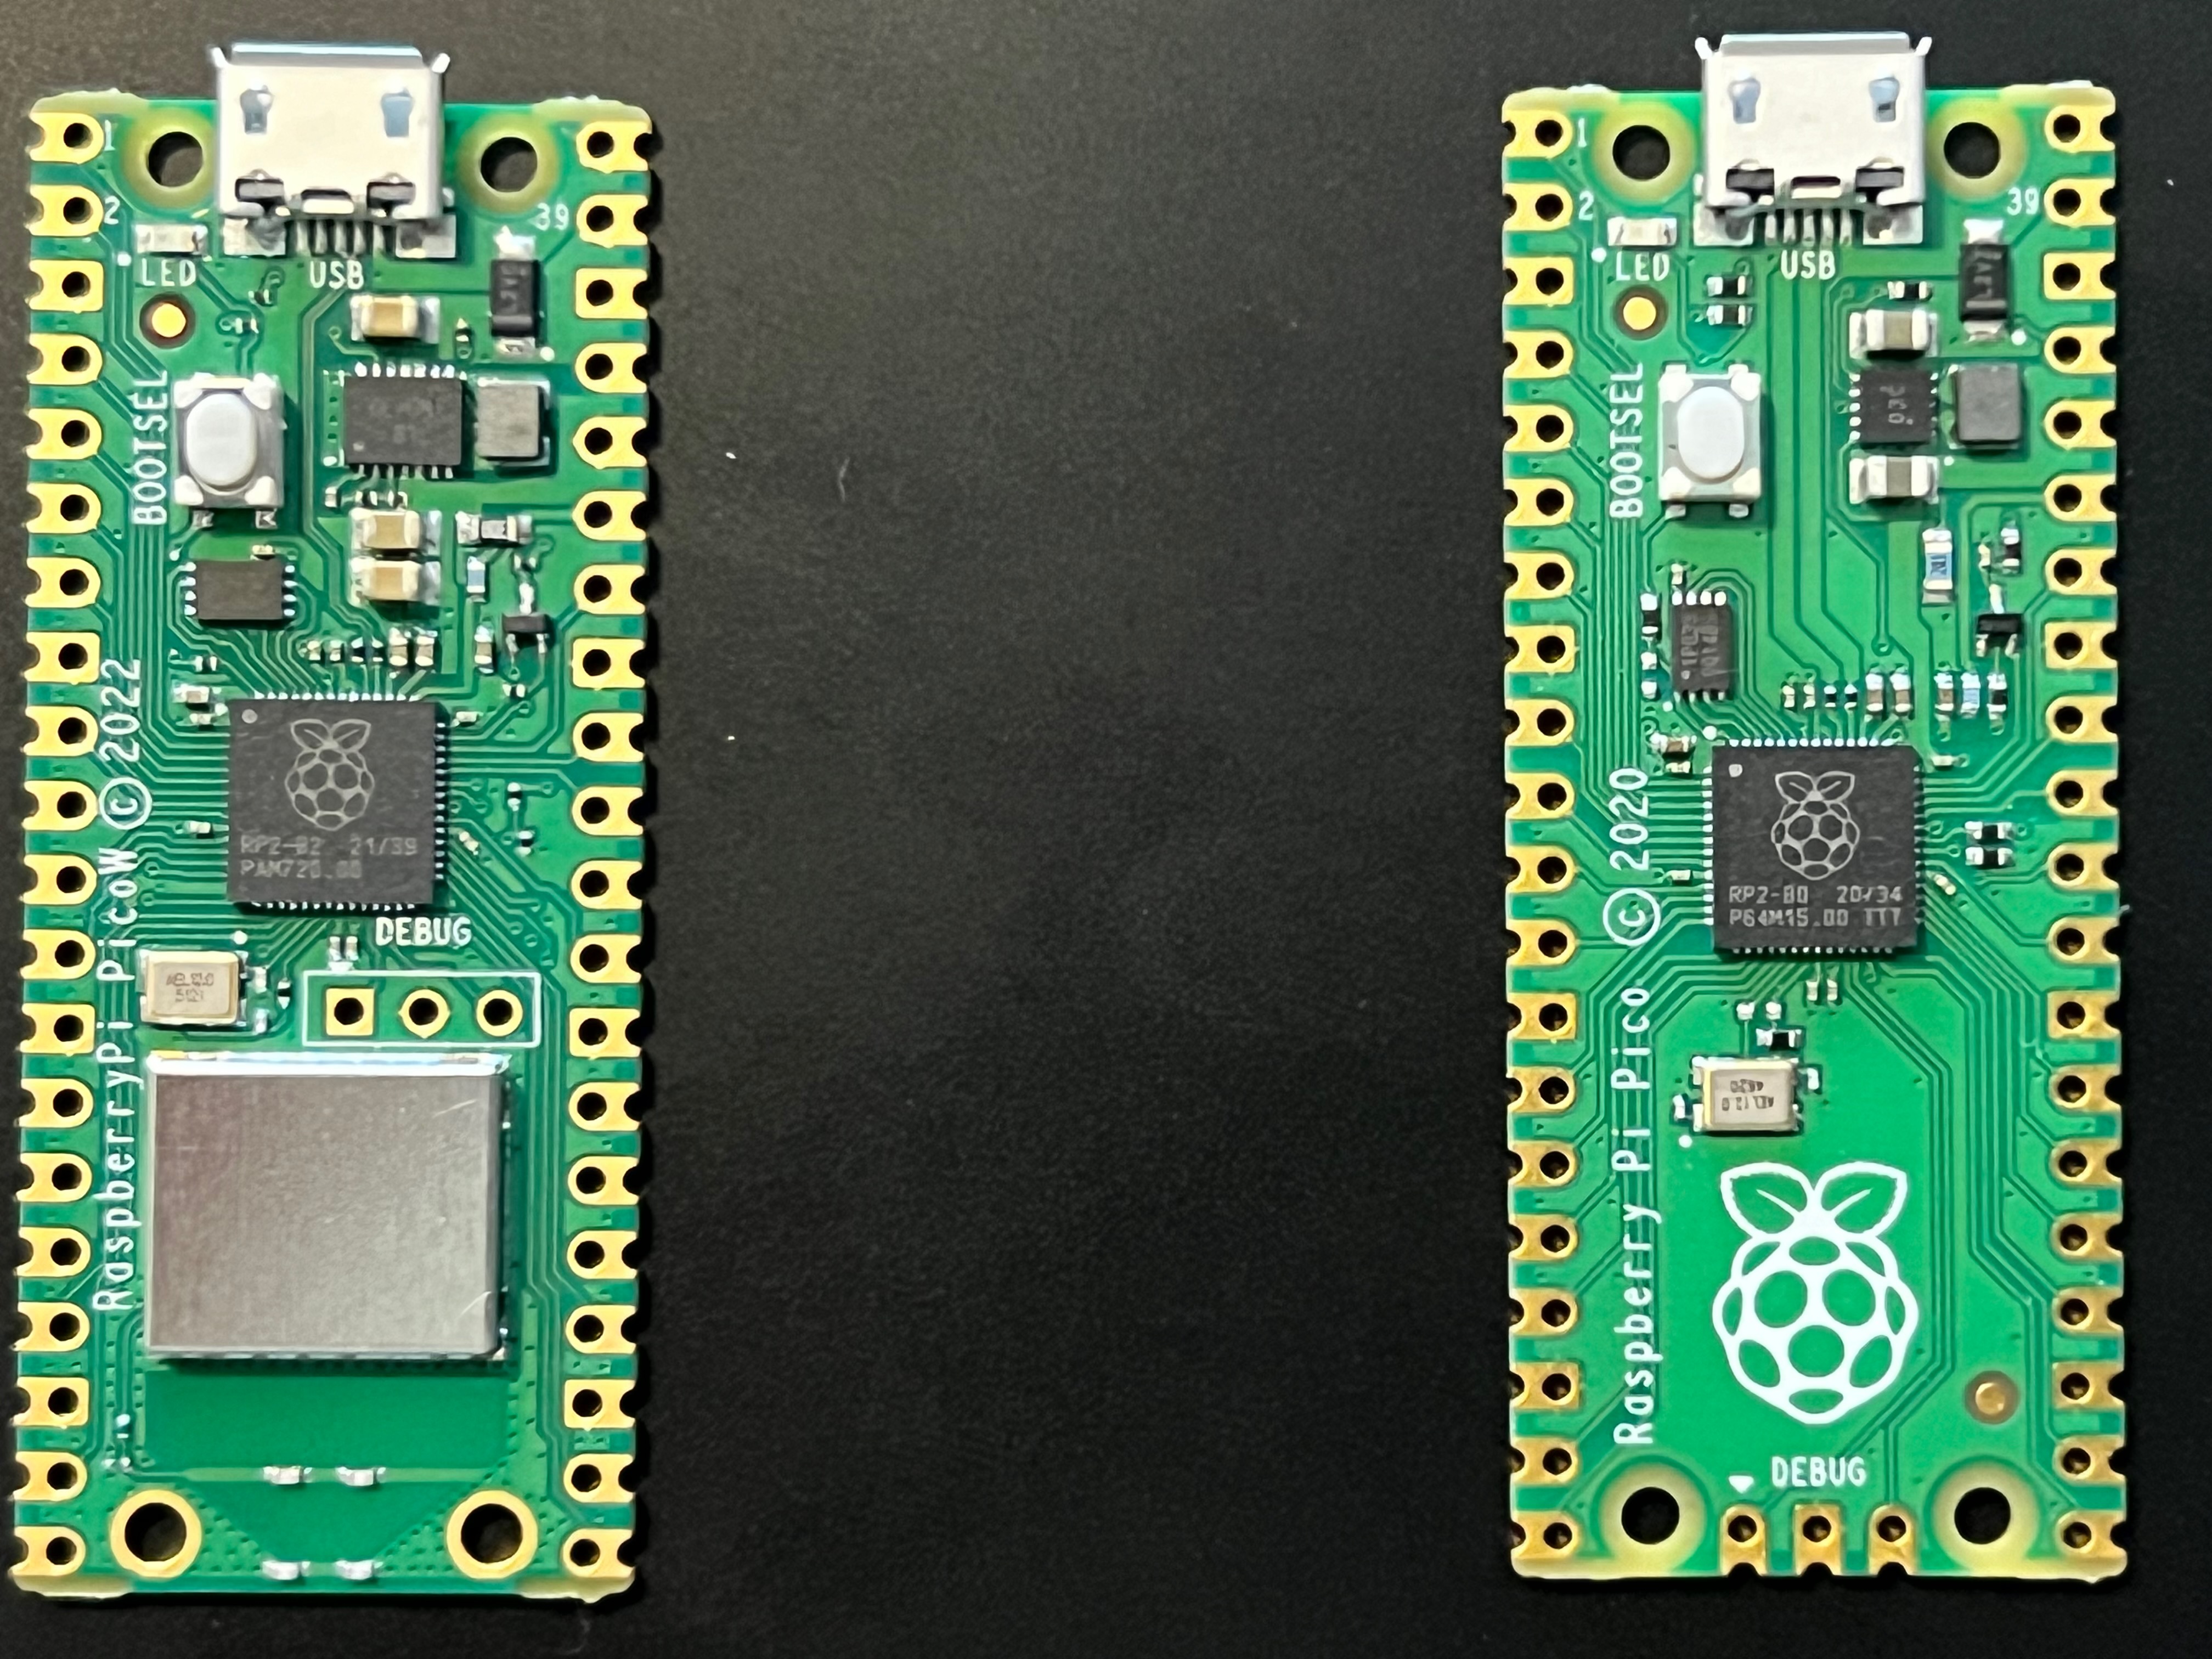 1
2
39
LED
USB
BOOTSEL
Raspberry Pi PicoW © 2022
RP2-B2 21/39
PAM720.00
DEBUG
1
2
39
LED
USB
BOOTSEL
Raspberry Pi Pico © 2020
RP2-B0 20/34
P64M15.00 TTT
DEBUG